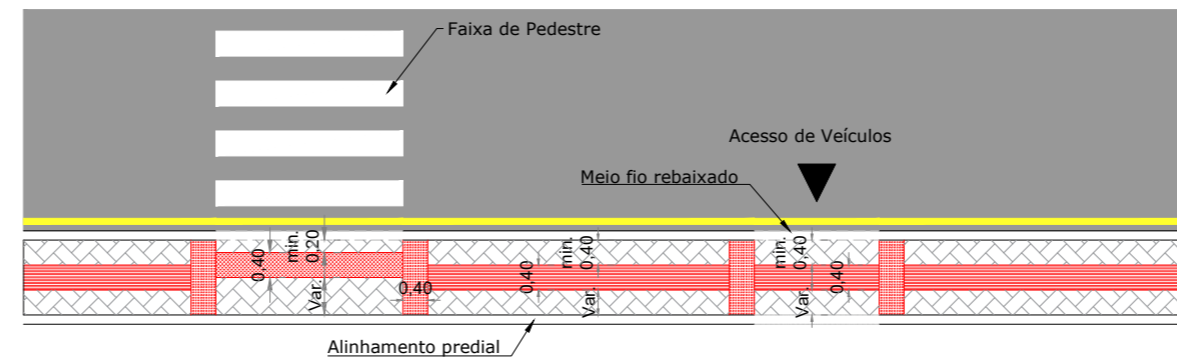 Faixa de Pedestre
Acesso de Veículos
Meio fio rebaixado
0,40
min.
0,20
Var.
0,40
0,40
min.
0,40
Var.
min.
0,40
Var.
0,40
Alinhamento predial